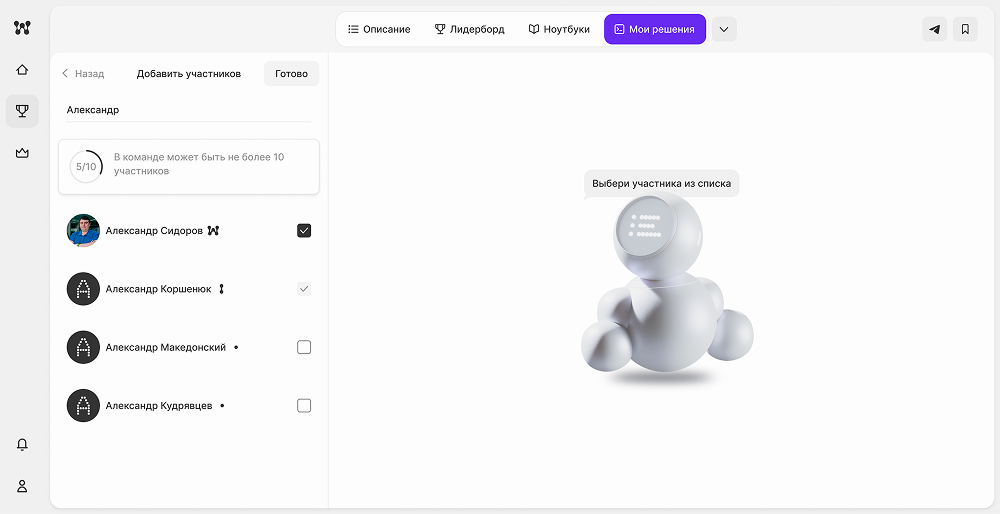 Описание
Лидерборд
Ноутбуки
Мои решения
Назад
Добавить участников
Готово
Александр
5/10
В команде может быть не более 10
участников
Александр Сидоров
Александр Коршенюк
Александр Македонский
Александр Кудрявцев
Выбери участника из списка